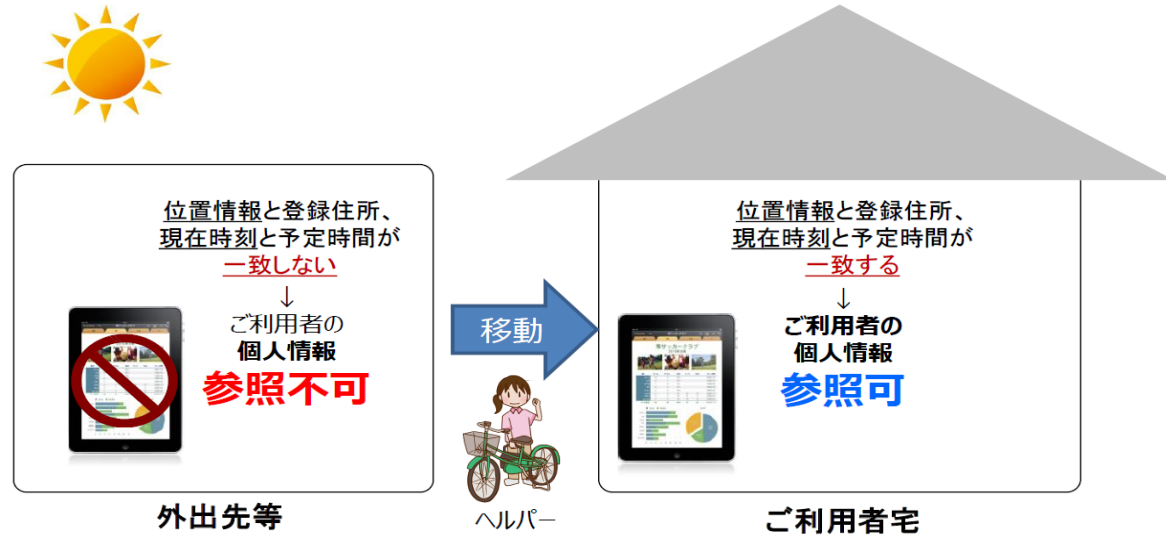 位置情報と登録住所、
現在時刻と予定時間が
一致しない
↓
ご利用者の
個人情報
参照不可
外出先等
移動
ヘルパー
位置情報と登録住所、
現在時刻と予定時間が
一致する
↓
ご利用者の
個人情報
参照可
ご利用者宅